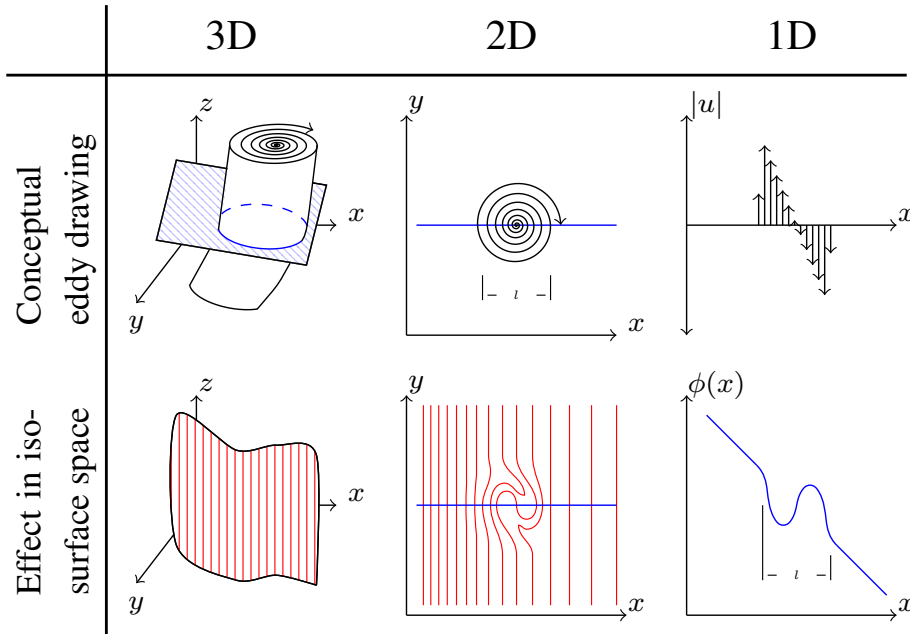 3D 2D 1D
Conceptual
eddy drawing
z
x
y
y
l
x
|u|
x
Effect in iso-
surface space
z
x
y
y
x
ϕ(x)
l
x